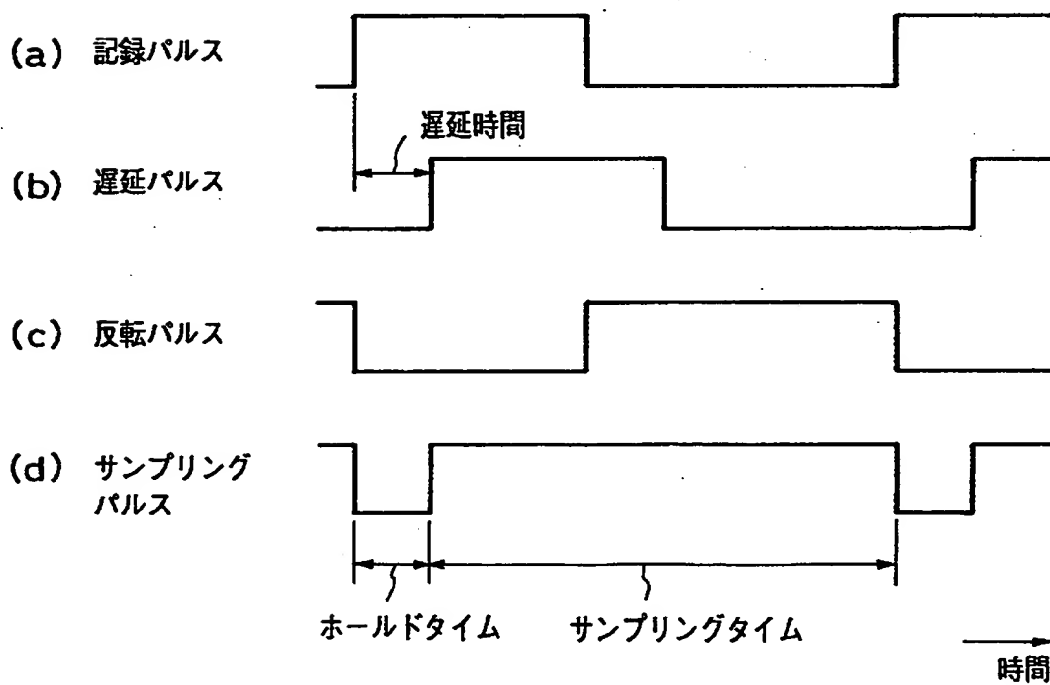 (a) 記録パルス
遅延時間
(b) 遅延パルス
(c) 反転パルス
(d) サンプリング
パルス
ホールドタイム
サンプリングタイム
時間